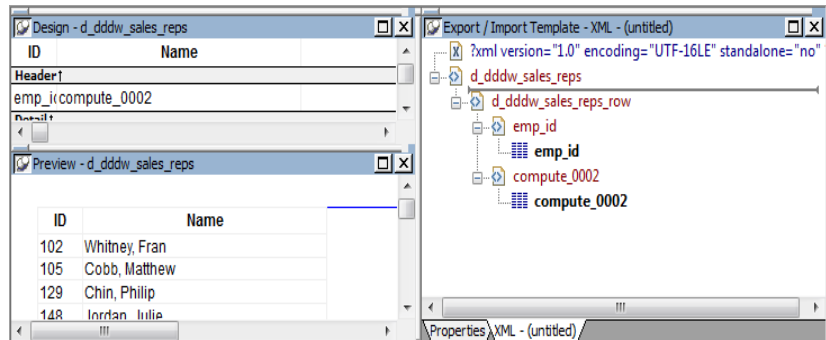 Design - d_dddw_sales_reps
ID Name
Header↑
emp_id compute_0002
Detail↑
Preview - d_dddw_sales_reps
ID Name
102 Whitney, Fran
105 Cobb, Matthew
129 Chin, Philip
148 Jordan, Julie
Export / Import Template - XML - (untitled)
?xml version="1.0" encoding="UTF-16LE" standalone="no"
d_dddw_sales_reps
d_dddw_sales_reps_row
emp_id
emp_id
compute_0002
compute_0002
Properties XML - (untitled)